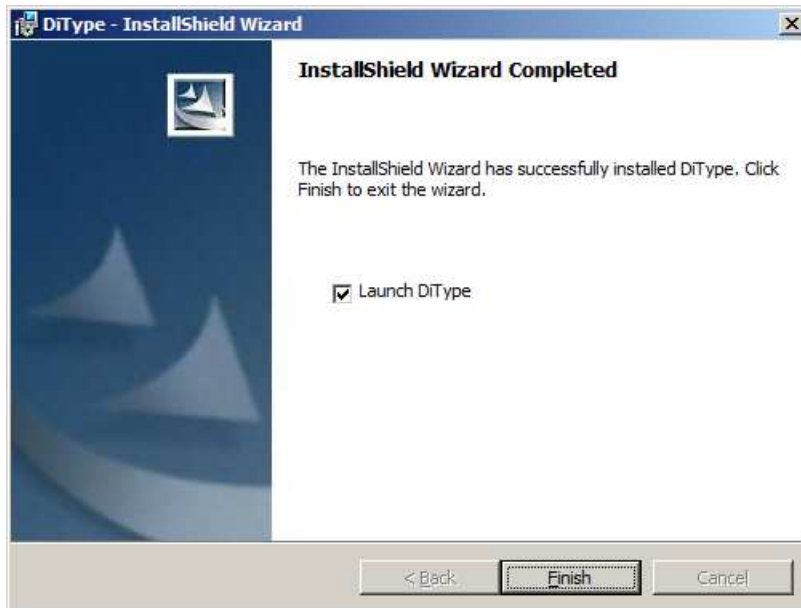 DiType - InstallShield Wizard
InstallShield Wizard Completed
The InstallShield Wizard has successfully installed DiType. Click
Finish to exit the wizard.
Launch DiType
< Back
Finish
Cancel